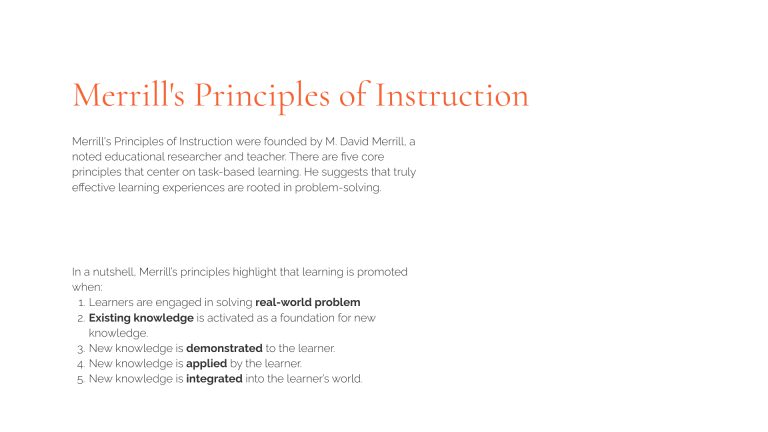 Merrill's Principles of Instruction
Merrill's Principles of Instruction were founded by M. David Merrill, a
noted educational researcher and teacher. There are five core
principles that center on task-based learning. He suggests that truly
effective learning experiences are rooted in problem-solving.
In a nutshell, Merrill's principles highlight that learning is promoted
when:
1. Learners are engaged in solving real-world problem
2. Existing knowledge is activated as a foundation for new
knowledge.
3. New knowledge is demonstrated to the learner.
4. New knowledge is applied by the learner.
5. New knowledge is integrated into the learner's world.